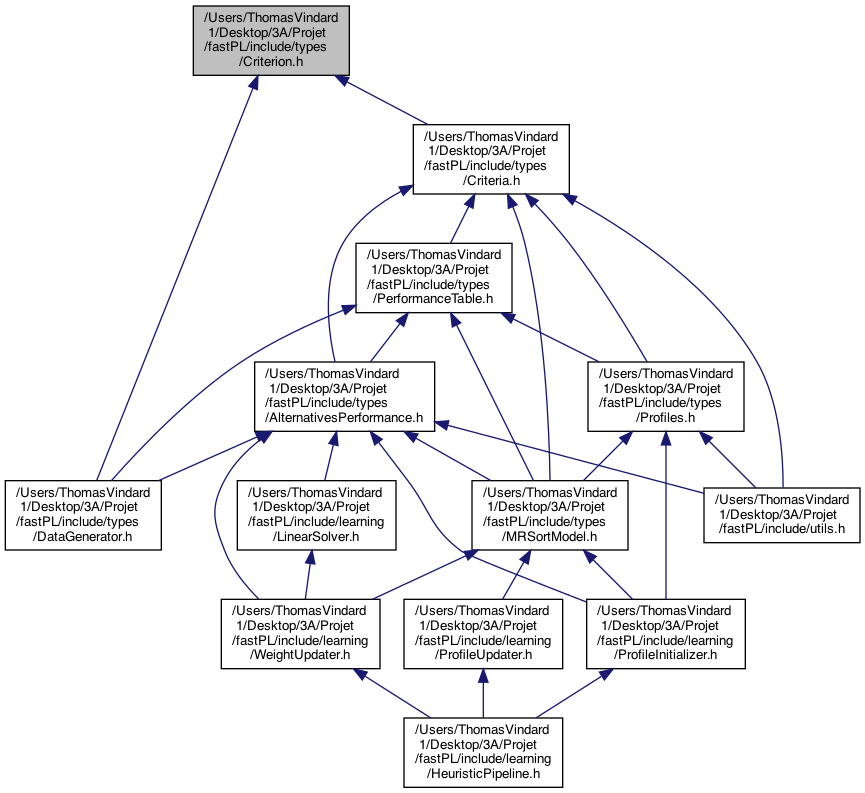 /Users/ThomasVindard
1/Desktop/3A/Projet
/fastPL/include/types
/Criterion.h
/Users/ThomasVindard
1/Desktop/3A/Projet
/fastPL/include/types
/Criteria.h
/Users/ThomasVindard
1/Desktop/3A/Projet
/fastPL/include/types
/PerformanceTable.h
/Users/ThomasVindard
1/Desktop/3A/Projet
/fastPL/include/types
/AlternativesPerformance.h
/Users/ThomasVindard
1/Desktop/3A/Projet
/fastPL/include/types
/Profiles.h
/Users/ThomasVindard
1/Desktop/3A/Projet
/fastPL/include/types
/DataGenerator.h
/Users/ThomasVindard
1/Desktop/3A/Projet
/fastPL/include/learning
/LinearSolver.h
/Users/ThomasVindard
1/Desktop/3A/Projet
/fastPL/include/types
/MRSortModel.h
/Users/ThomasVindard
1/Desktop/3A/Projet
/fastPL/include/utils.h
/Users/ThomasVindard
1/Desktop/3A/Projet
/fastPL/include/learning
/WeightUpdater.h
/Users/ThomasVindard
1/Desktop/3A/Projet
/fastPL/include/learning
/ProfileUpdater.h
/Users/ThomasVindard
1/Desktop/3A/Projet
/fastPL/include/learning
/ProfileInitializer.h
/Users/ThomasVindard
1/Desktop/3A/Projet
/fastPL/include/learning
/HeuristicPipeline.h